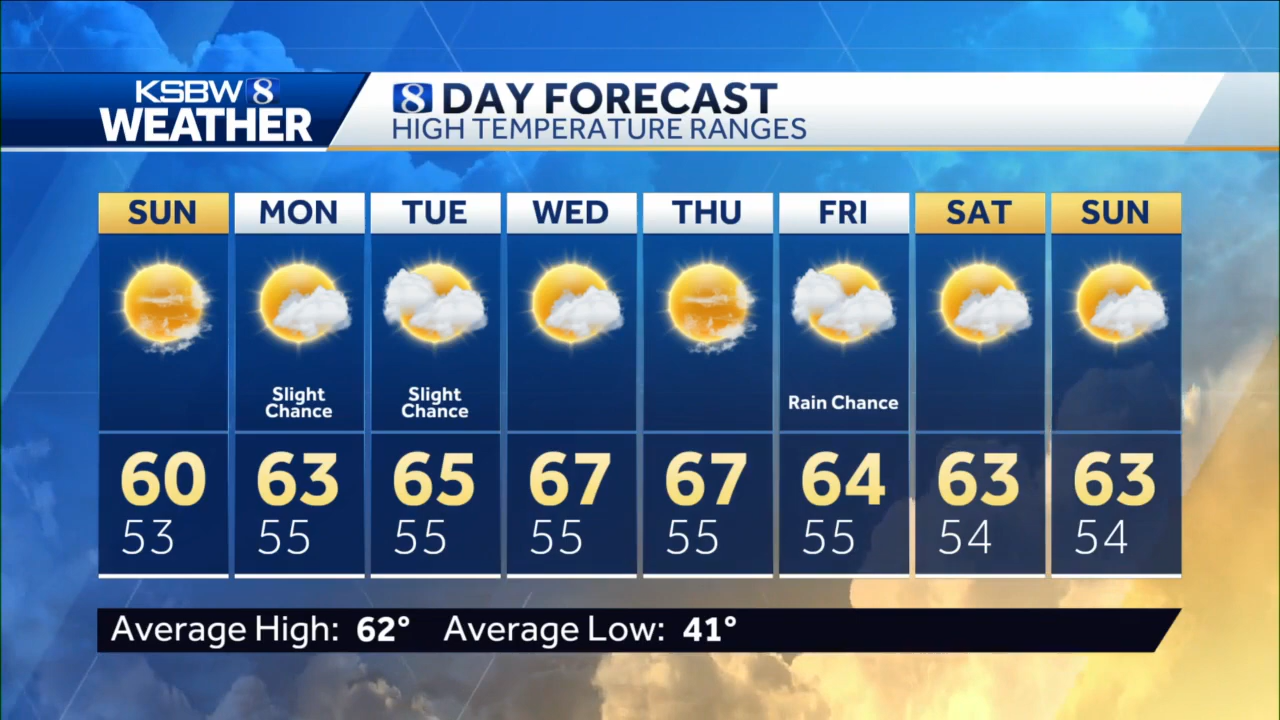 KSBW 8
WEATHER
8 DAY FORECAST
HIGH TEMPERATURE RANGES
SUN MON TUE WED THU FRI SAT SUN
Slight Chance
Slight Chance
Rain Chance
60 63 65 67 67 64 63 63
53 55 55 55 55 55 54 54
Average High: 62° Average Low: 41°